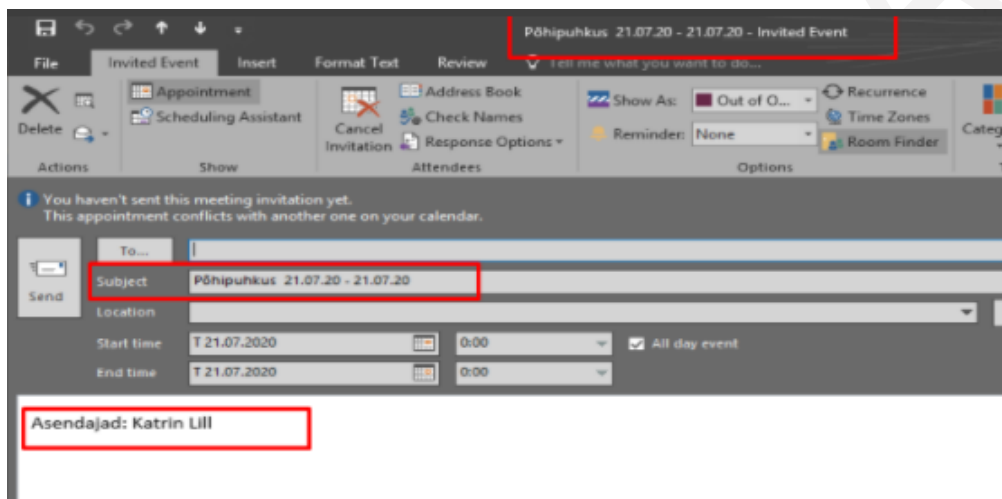 Põhipuhkus 21.07.20 - 21.07.20 - Invited Event
File Invited Event Insert Format Text Review Tell me what you want to do...
Appointment Address Book Show As: Out of O... Recurrence
Delete Scheduling Assistant Cancel Invitation Check Names Reminder: None Time Zones
Response Options Room Finder
Actions Show Attendees Options
You haven't sent this meeting invitation yet.
This appointment conflicts with another one on your calendar.
To...
Subject Põhipuhkus 21.07.20 - 21.07.20
Send
Location
Start time T 21.07.2020 0:00 All day event
End time T 21.07.2020 0:00
Asendajad: Katrin Lill